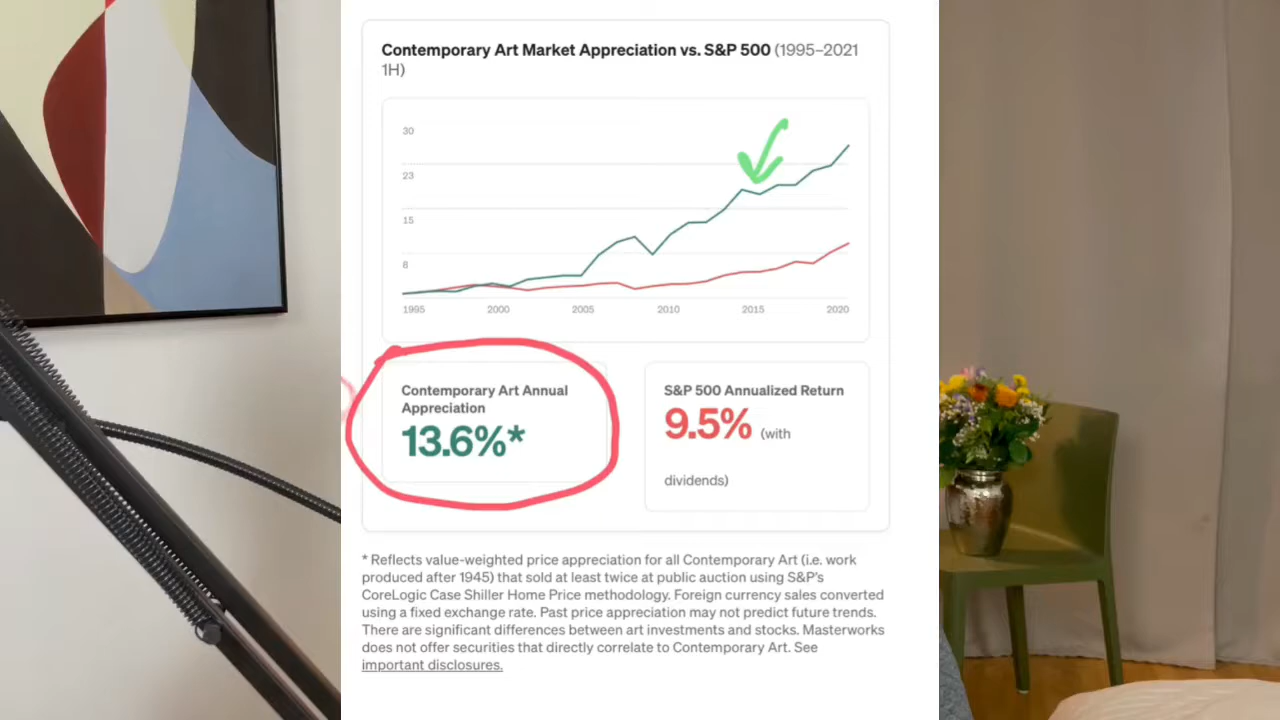 Contemporary Art Market Appreciation vs. S&P 500 (1995–2021
1H)
30
23
15
6
1995 2000 2005 2010 2015 2020
Contemporary Art Annual
Appreciation
13.6%*
S&P 500 Annualized Return
9.5% (with
dividends)
* Reflects value-weighted price appreciation for all Contemporary Art (i.e. work
produced after 1945) that sold at least twice at public auction using S&P's
CoreLogic Case Shiller Home Price methodology. Foreign currency sales converted
using a fixed exchange rate. Past price appreciation may not predict future trends.
There are significant differences between art investments and stocks. Masterworks
does not offer securities that directly correlate to Contemporary Art. See
important disclosures.